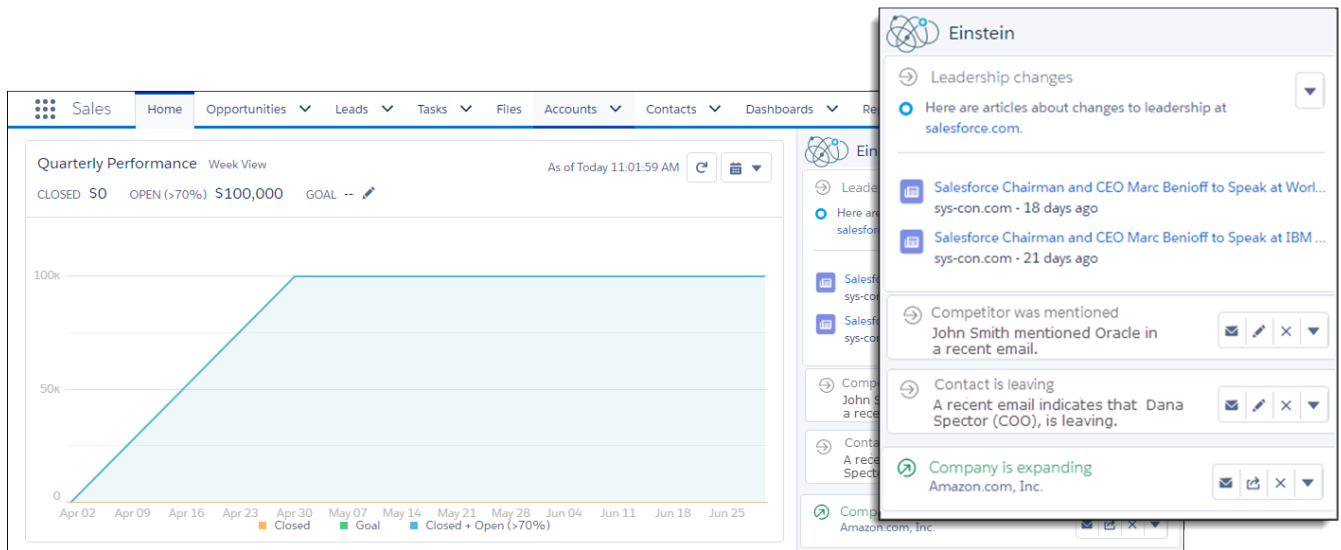 Sales Home Opportunities Leads Tasks Files Accounts Contacts Dashboards
Quarterly Performance Week View
As of Today 11:01:59 AM
CLOSED $0 OPEN (>70%) $100,000 GOAL --
100K
50K
0
Apr 02 Apr 09 Apr 16 Apr 23 Apr 30 May 07 May 14 May 21 May 28 Jun 04 Jun 11 Jun 18 Jun 25
Closed Goal Closed + Open (>70%)
Here are
Amazon.com, Inc.
Einstein
Leadership changes
Here are articles about changes to leadership at
salesforce.com.
Salesforce Chairman and CEO Marc Benioff to Speak at Worl...
sys-con.com - 18 days ago
Salesforce Chairman and CEO Marc Benioff to Speak at IBM ...
sys-con.com - 21 days ago
Competitor was mentioned
John Smith mentioned Oracle in
a recent email.
Contact is leaving
A recent email indicates that Dana
Spector (COO), is leaving.
Company is expanding
Amazon.com, Inc.